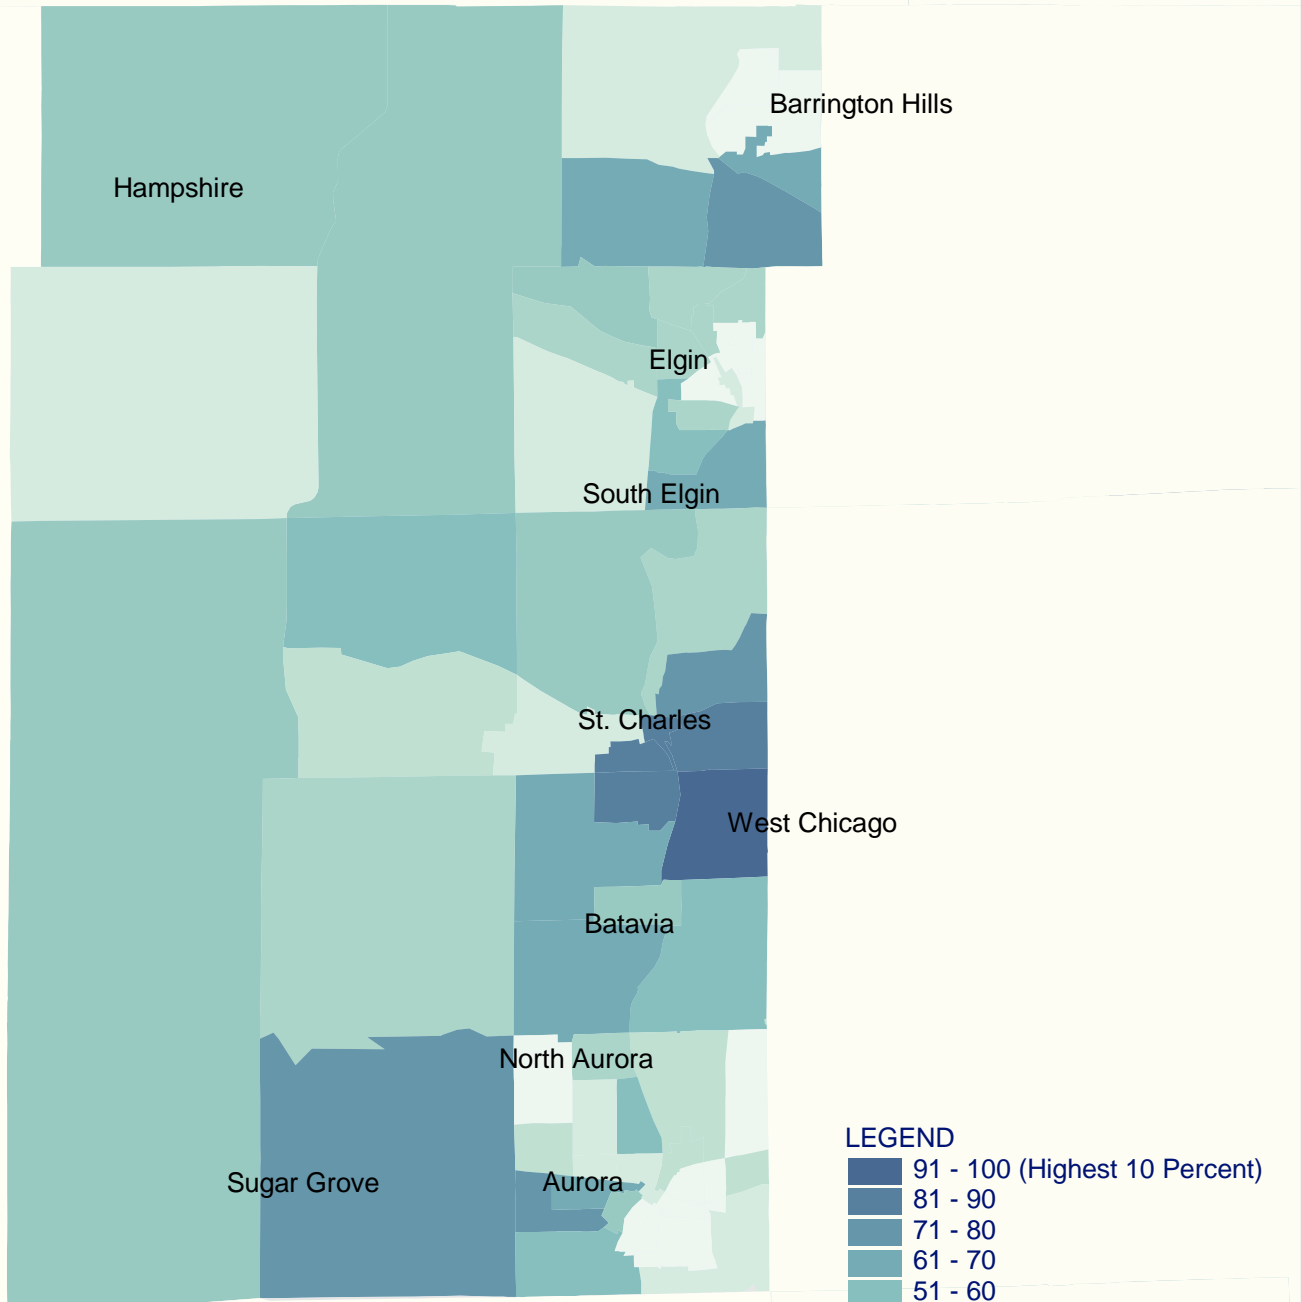 Barrington Hills
Hampshire
Elgin
South Elgin
St. Charles
West Chicago
Batavia
North Aurora
Sugar Grove
Aurora
LEGEND
91 - 100 (Highest 10 Percent)
81 - 90
71 - 80
61 - 70
51 - 60